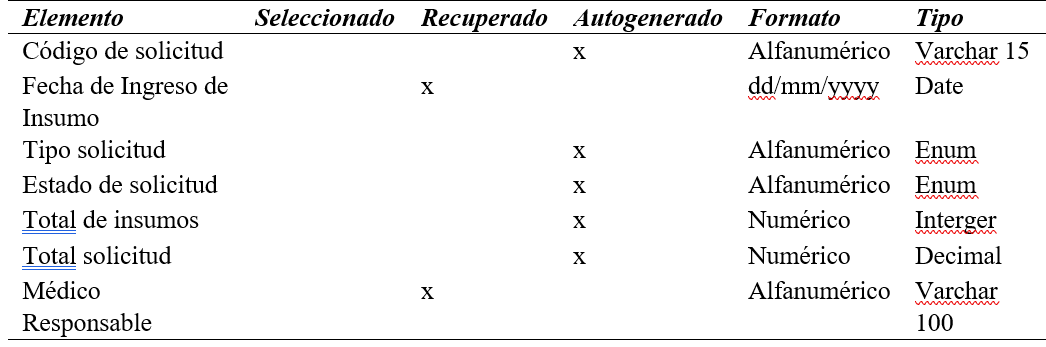 Elemento Seleccionado Recuperado Autogenerado Formato Tipo
Código de solicitud x Alfanumérico Varchar 15
Fecha de Ingreso de x dd/mm/yyyy Date
Insumo
Tipo solicitud x Alfanumérico Enum
Estado de solicitud x Alfanumérico Enum
Total de insumos x Numérico Interger
Total solicitud x Numérico Decimal
Médico x Alfanumérico Varchar
Responsable 100